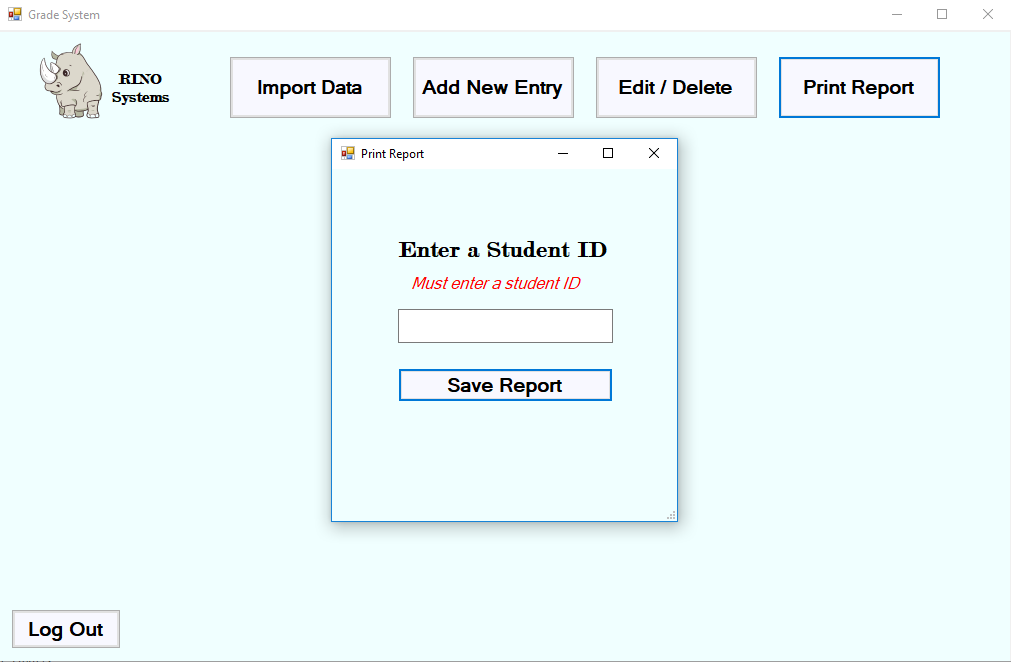 Grade System
RINO
Systems
Import Data
Add New Entry
Edit / Delete
Print Report
Print Report
Enter a Student ID
Must enter a student ID
Save Report
Log Out